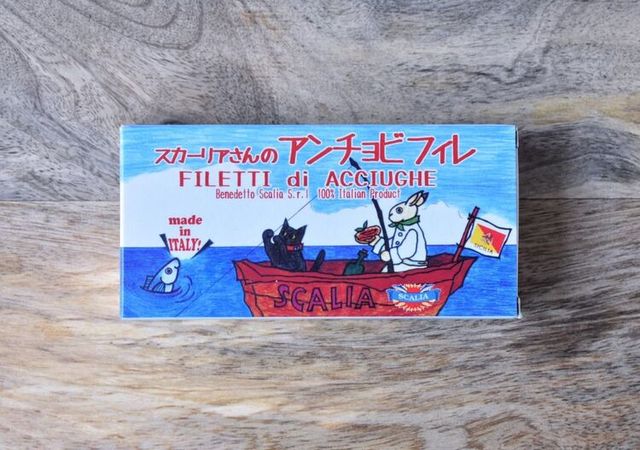 スカーリアさんの アンチョビフィレ
FILETTI di ACCIUGHE
Benedetto Scalia S.r.l 100% Italian Product
made
in
ITALY!
SICILIA
SCALIA
SCALIA